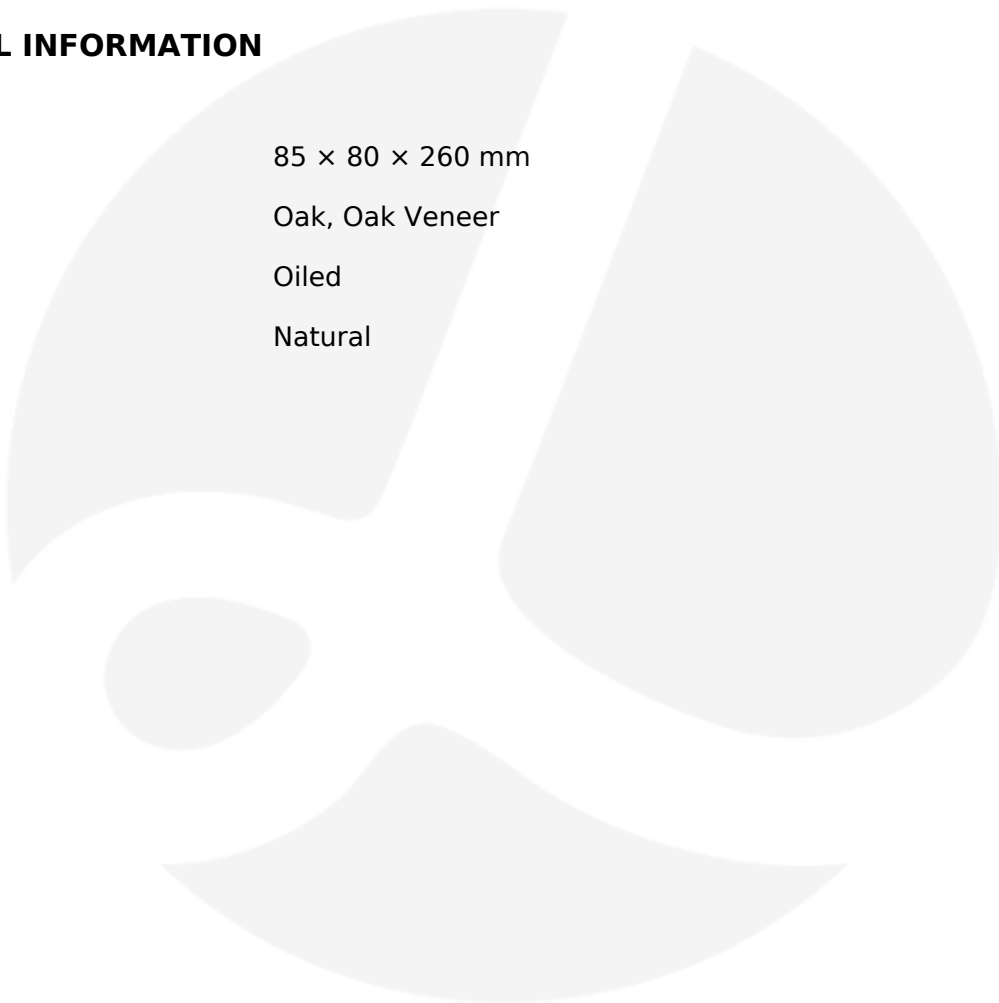 L INFORMATION
85 × 80 × 260 mm
Oak, Oak Veneer
Oiled
Natural